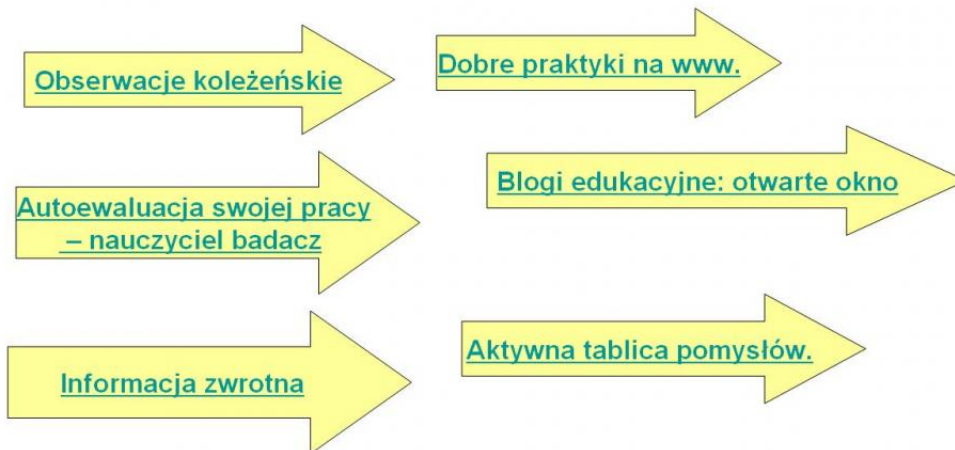 Obserwacje koleżeńskie
Dobre praktyki na www.
Autoewaluacja swojej pracy
– nauczyciel badacz
Blogi edukacyjne: otwarte okno
Informacja zwrotna
Aktywna tablica pomysłów.